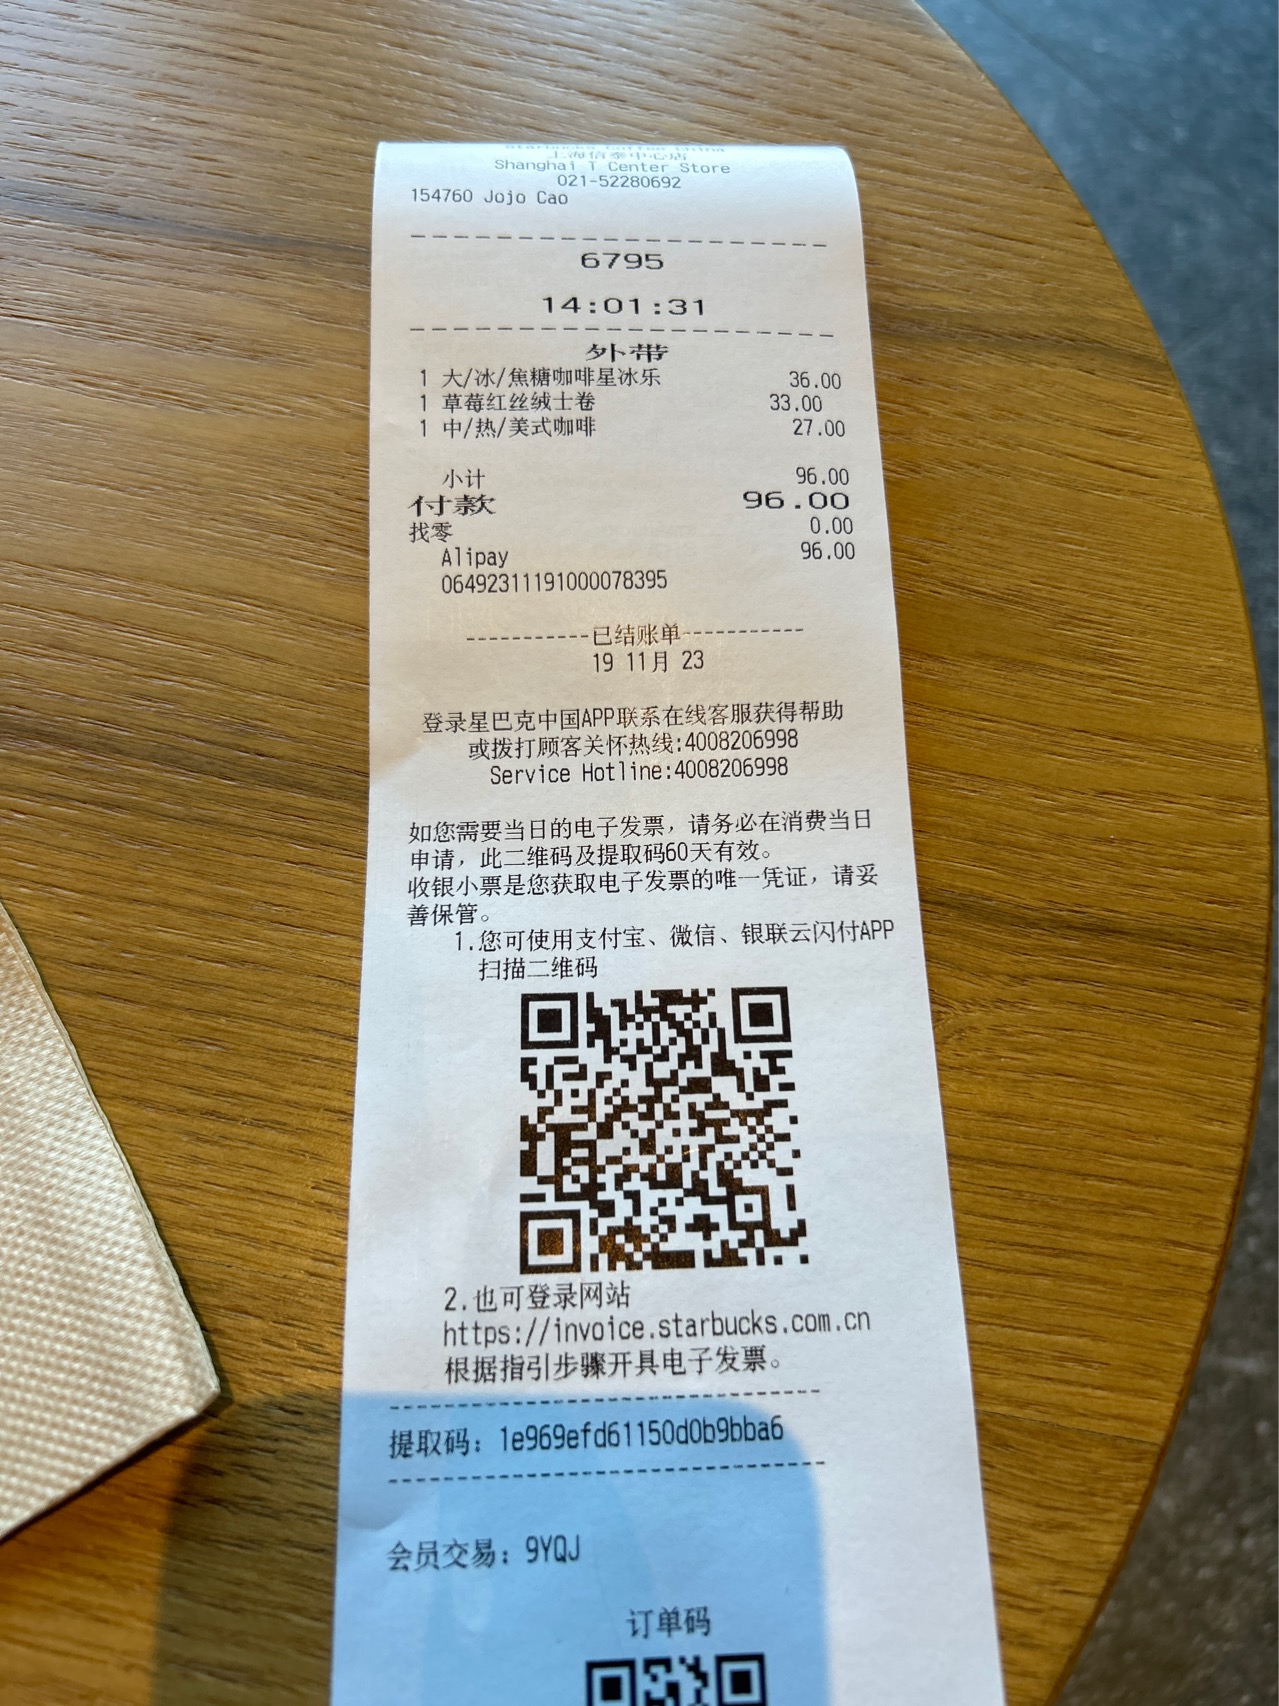 Starbucks Coffee China
上海信泰中心店
Shanghai T Center Store
021-52280692
154760 Jojo Cao
6795
14:01:31
外带
1 大/冰/焦糖咖啡星冰乐 36.00
1 草莓红丝绒士卷 33.00
1 中/热/美式咖啡 27.00
小计 96.00
付款 96.00
找零 0.00
Alipay 96.00
06492311191000078395
-----------已结账单-----------
19 11月 23
登录星巴克中国APP联系在线客服获得帮助
或拨打顾客关怀热线:4008206998
Service Hotline:4008206998
如您需要当日的电子发票，请务必在消费当日
申请，此二维码及提取码60天有效。
收银小票是您获取电子发票的唯一凭证，请妥
善保管。
1.您可使用支付宝、微信、银联云闪付APP
扫描二维码
2.也可登录网站
https://invoice.starbucks.com.cn
根据指引步骤开具电子发票。
提取码：1e969efd61150d0b9bba6
会员交易：9YQJ
订单码